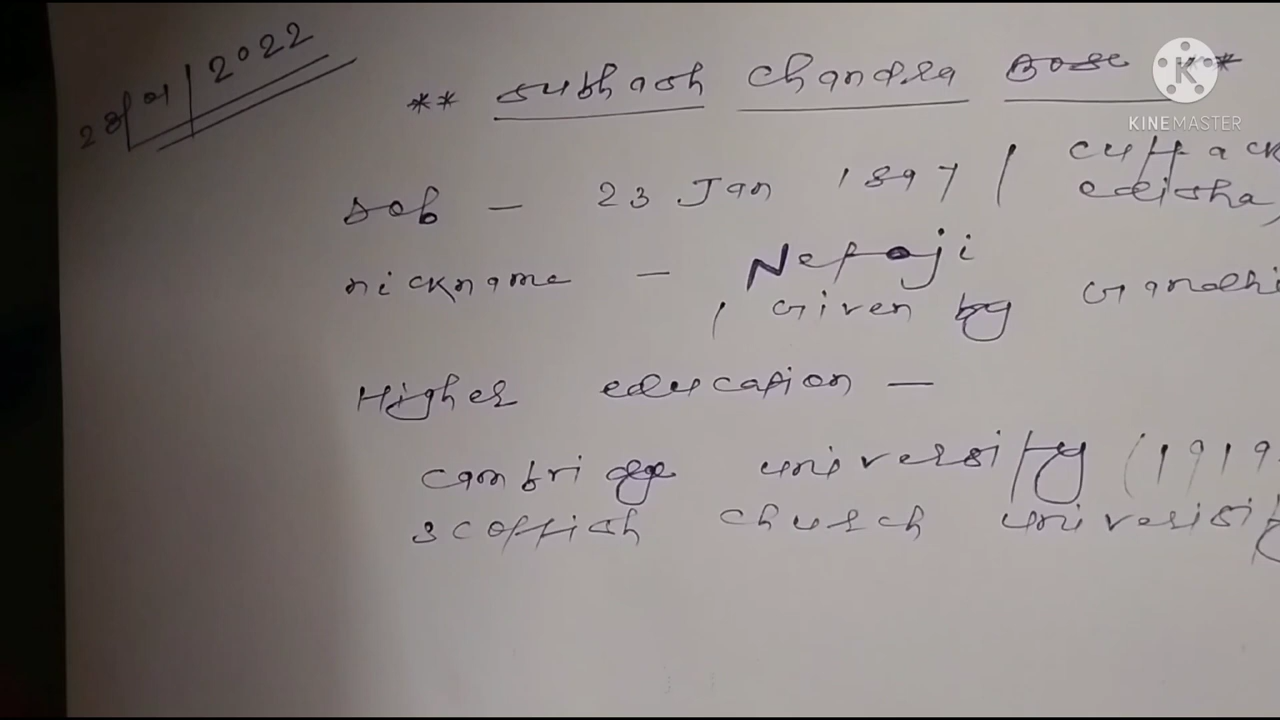 28/01/2022
** Subhash Chandra Bose **
DOB - 23 Jan 1897 / Cuttack
Odisha,
nickname - Netaji
, Given by Gandhi
Higher education -
Cambridge university (1919
Scottish church university
KINEMASTER